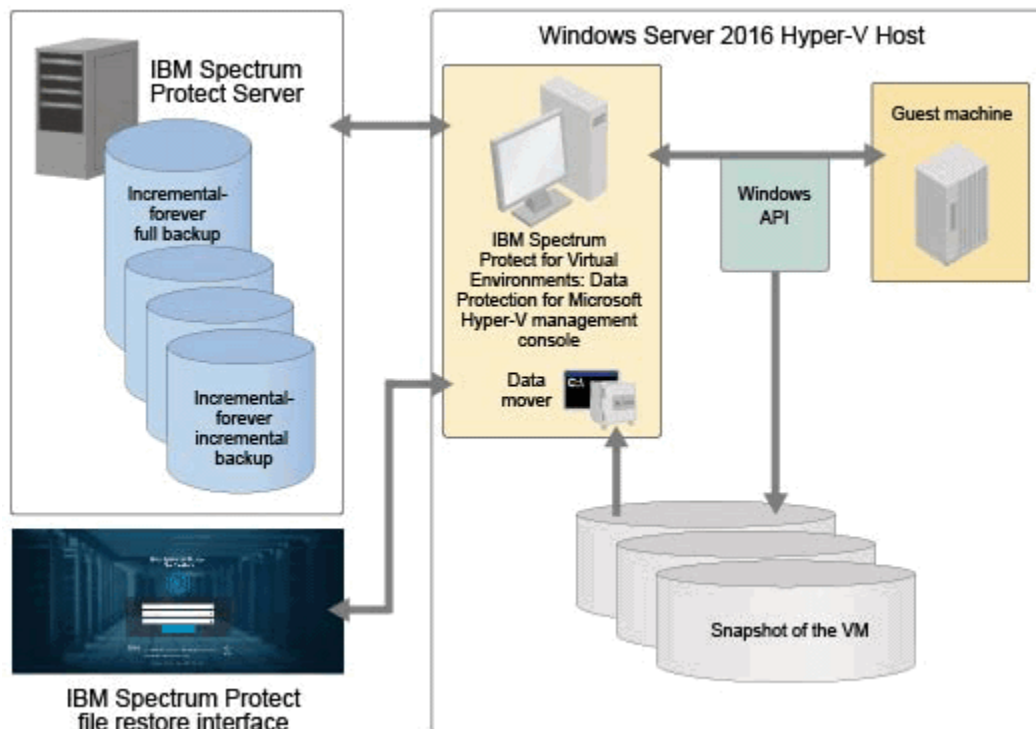 IBM Spectrum
Protect Server
Incremental-
forever
full backup
Incremental-
forever
incremental
backup
IBM Spectrum Protect
file restore interface
Windows Server 2016 Hyper-V Host
IBM Spectrum
Protect for Virtual
Environments: Data
Protection for Microsoft
Hyper-V management
console
Data
mover
C:\
Windows
API
Guest machine
Snapshot of the VM